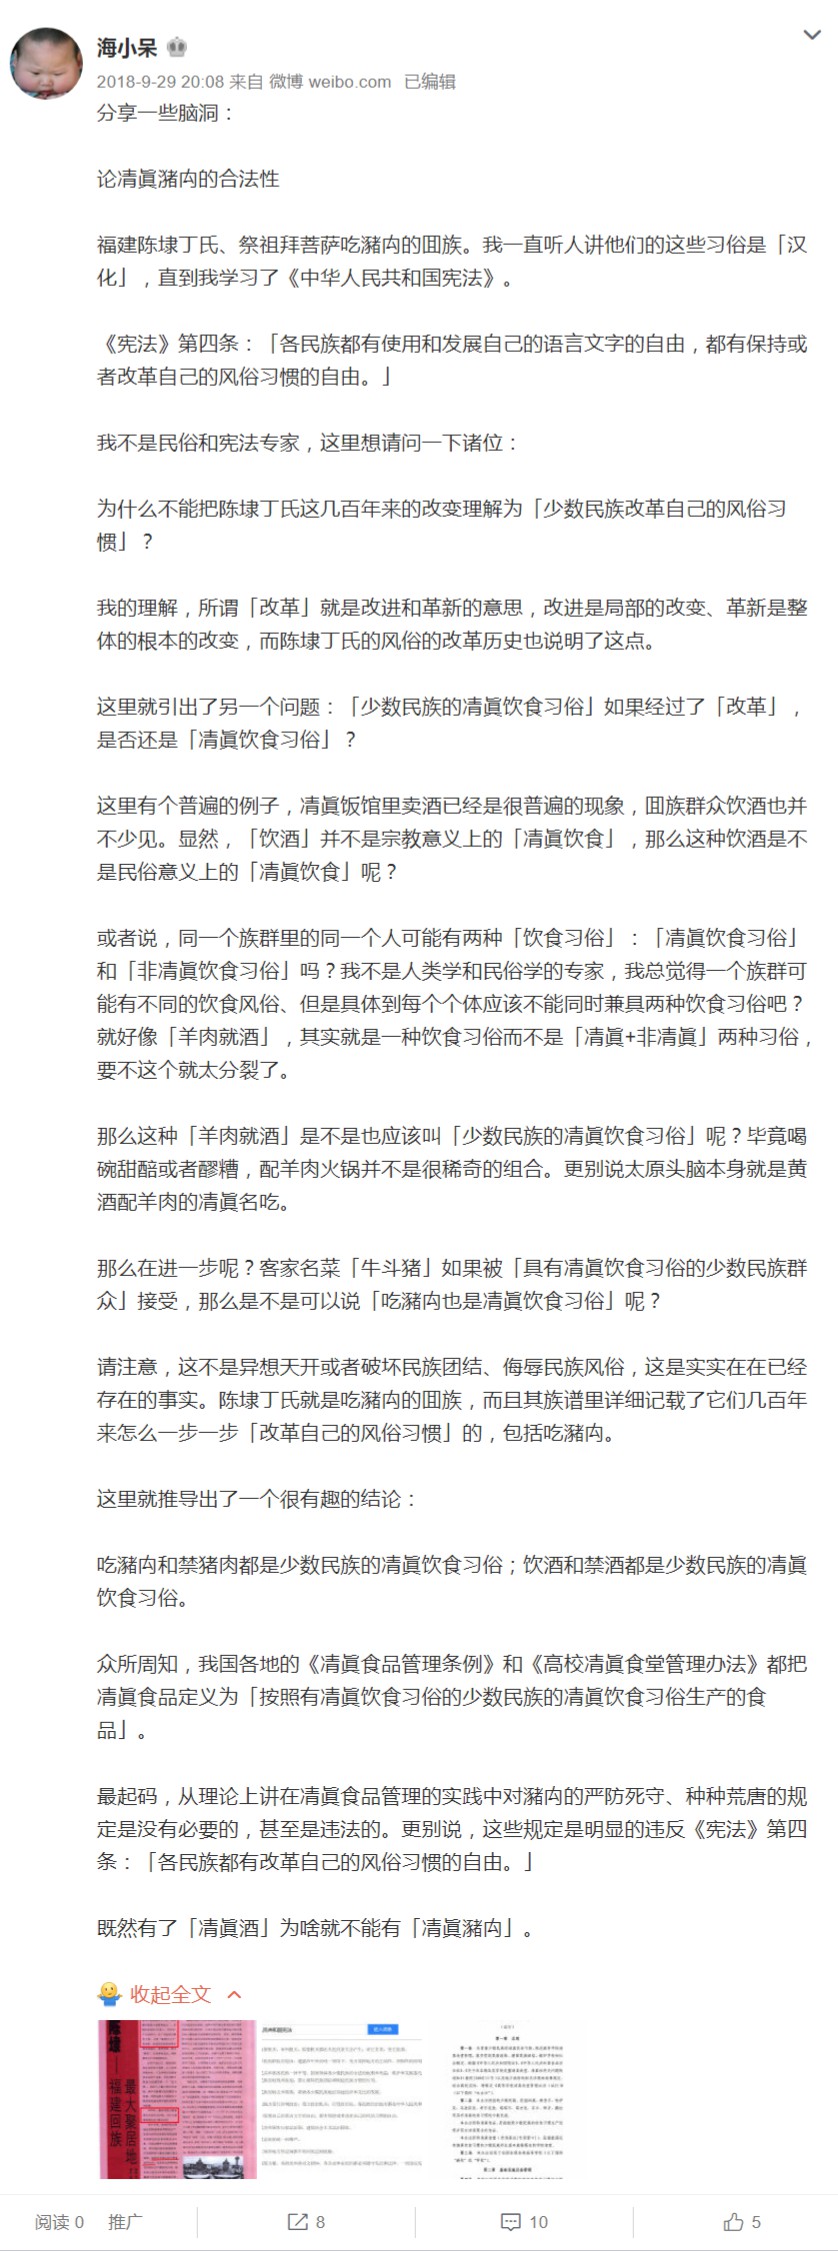 海小呆
2018-9-29 20:08 来自 微博 weibo.com 已编辑
分享一些脑洞：
论凊眞瀦禸的合法性
福建陈埭丁氏、祭祖拜菩萨吃豬禸的囬族。我一直听人讲他们的这些习俗是「汉
化」，直到我学习了《中华人民共和国宪法》。
《宪法》第四条：「各民族都有使用和发展自己的语言文字的自由，都有保持或
者改革自己的风俗习惯的自由。」
我不是民俗和宪法专家，这里想请问一下诸位：
为什么不能把陈埭丁氏这几百年来的改变理解为「少数民族改革自己的风俗习
惯」？
我的理解，所谓「改革」就是改进和革新的意思，改进是局部的改变、革新是整
体的根本的改变，而陈埭丁氏的风俗的改革历史也说明了这点。
这里就引出了另一个问题：「少数民族的凊眞饮食习俗」如果经过了「改革」，
是否还是「凊眞饮食习俗」？
这里有个普遍的例子，凊眞饭馆里卖酒已经是很普遍的现象，囬族群众饮酒也并
不少见。显然，「饮酒」并不是宗教意义上的「凊眞饮食」，那么这种饮酒是不
是民俗意义上的「凊眞饮食」呢？
或者说，同一个族群里的同一个人可能有两种「饮食习俗」：「凊眞饮食习俗」
和「非凊眞饮食习俗」吗？我不是人类学和民俗学的专家，我总觉得一个族群可
能有不同的饮食风俗、但是具体到每个个体应该不能同时兼具两种饮食习俗吧？
就好像「羊肉就酒」，其实就是一种饮食习俗而不是「凊眞+非凊眞」两种习俗，
要不这个就太分裂了。
那么这种「羊肉就酒」是不是也应该叫「少数民族的凊眞饮食习俗」呢？毕竟喝
碗甜醅或者醪糟，配羊肉火锅并不是很稀奇的组合。更别说太原头脑本身就是黄
酒配羊肉的凊眞名吃。
那么在进一步呢？客家名菜「牛斗猪」如果被「具有凊眞饮食习俗的少数民族群
众」接受，那么是不是可以说「吃豬禸也是凊眞饮食习俗」呢？
请注意，这不是异想天开或者破坏民族团结、侮辱民族风俗，这是实实在在已经
存在的事实。陈埭丁氏就是吃豬禸的囬族，而且其族谱里详细记载了它们几百年
来怎么一步一步「改革自己的风俗习惯」的，包括吃豬禸。
这里就推导出了一个很有趣的结论：
吃豬禸和禁猪肉都是少数民族的凊眞饮食习俗；饮酒和禁酒都是少数民族的凊眞
饮食习俗。
众所周知，我国各地的《凊眞食品管理条例》和《高校凊眞食堂管理办法》都把
凊眞食品定义为「按照有凊眞饮食习俗的少数民族的凊眞饮食习俗生产的食
品」。
最起码，从理论上讲在凊眞食品管理的实践中对瀦禸的严防死守、种种荒唐的规
定是没有必要的，甚至是违法的。更别说，这些规定是明显的违反《宪法》第四
条：「各民族都有改革自己的风俗习惯的自由。」
既然有了「凊眞酒」为啥就不能有「凊眞豬禸」。
收起全文
最大聚居地
福建回族
第一章 总则
阅读 0 推广
8
10
5